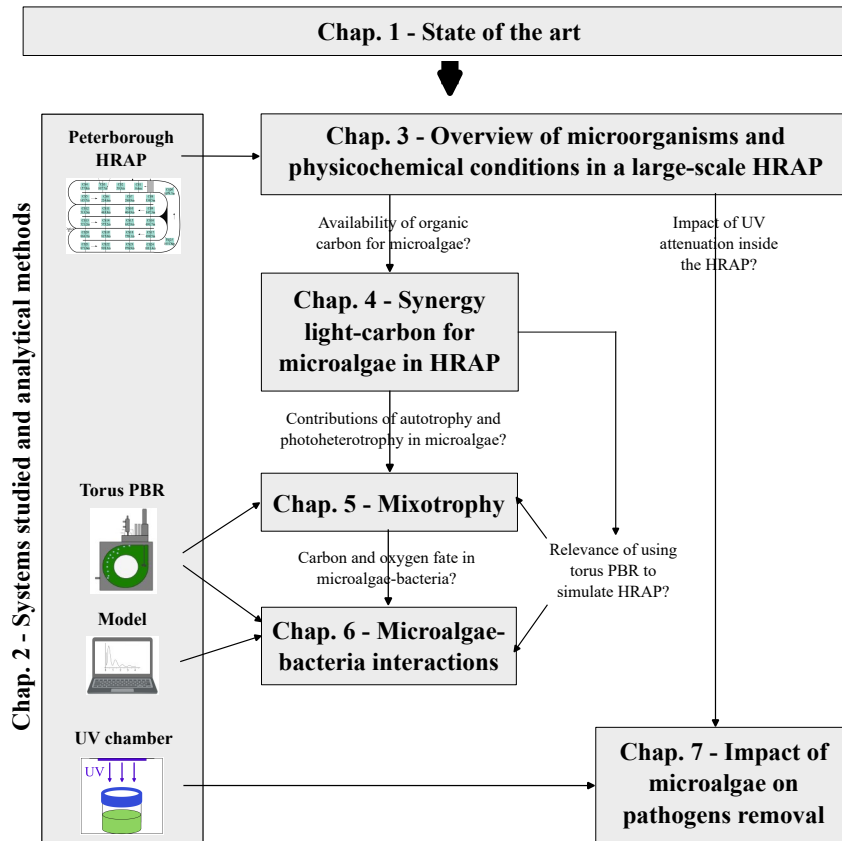 Chap. 1 - State of the art
Chap. 2 - Systems studied and analytical methods
Peterborough
HRAP
Chap. 3 - Overview of microorganisms and
physicochemical conditions in a large-scale HRAP
Availability of organic
carbon for microalgae?
Impact of UV
attenuation inside
the HRAP?
Chap. 4 - Synergy
light-carbon for
microalgae in HRAP
Contributions of autotrophy and
photoheterotrophy in microalgae?
Torus PBR
Chap. 5 - Mixotrophy
Carbon and oxygen fate in
microalgae-bacteria?
Relevance of using
torus PBR to
simulate HRAP?
Model
Chap. 6 - Microalgae-
bacteria interactions
UV chamber
UV
Chap. 7 - Impact of
microalgae on
pathogens removal